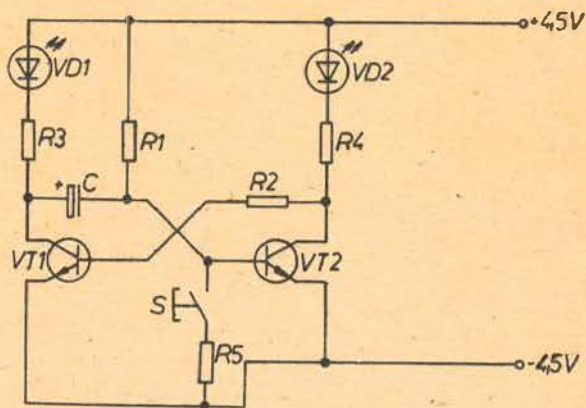 +4,5V
VD1
VD2
R3
R1
R4
+ C
R2
VT1
VT2
S
R5
-4,5V